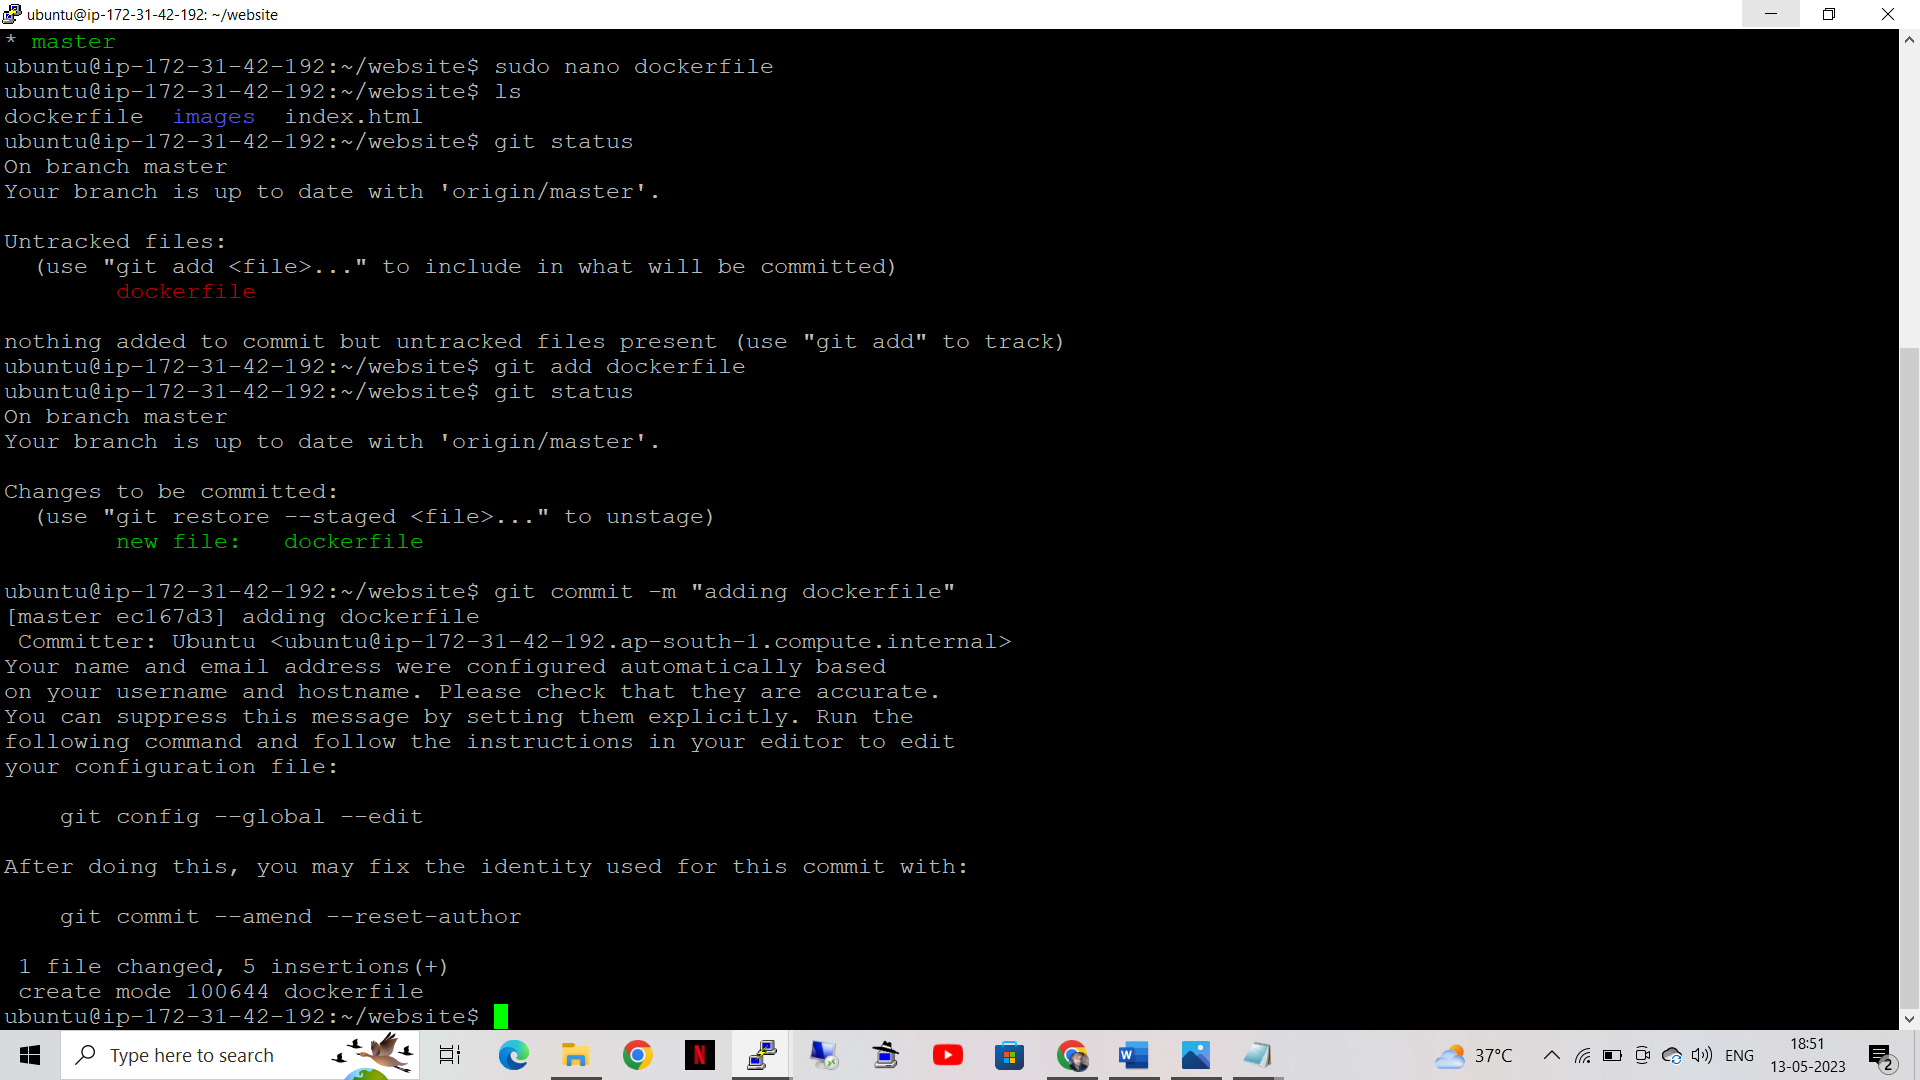 ubuntu@ip-172-31-42-192: ~/website
* master
ubuntu@ip-172-31-42-192:~/website$ sudo nano dockerfile
ubuntu@ip-172-31-42-192:~/website$ ls
dockerfile  images  index.html
ubuntu@ip-172-31-42-192:~/website$ git status
On branch master
Your branch is up to date with 'origin/master'.
Untracked files:
  (use "git add <file>..." to include in what will be committed)
        dockerfile
nothing added to commit but untracked files present (use "git add" to track)
ubuntu@ip-172-31-42-192:~/website$ git add dockerfile
ubuntu@ip-172-31-42-192:~/website$ git status
On branch master
Your branch is up to date with 'origin/master'.
Changes to be committed:
  (use "git restore --staged <file>..." to unstage)
        new file:   dockerfile
ubuntu@ip-172-31-42-192:~/website$ git commit -m "adding dockerfile"
[master ec167d3] adding dockerfile
 Committer: Ubuntu <ubuntu@ip-172-31-42-192.ap-south-1.compute.internal>
Your name and email address were configured automatically based
on your username and hostname. Please check that they are accurate.
You can suppress this message by setting them explicitly. Run the
following command and follow the instructions in your editor to edit
your configuration file:
    git config --global --edit
After doing this, you may fix the identity used for this commit with:
    git commit --amend --reset-author
 1 file changed, 5 insertions(+)
 create mode 100644 dockerfile
ubuntu@ip-172-31-42-192:~/website$
Type here to search
N
W
37°C
ENG
18:51
13-05-2023
2